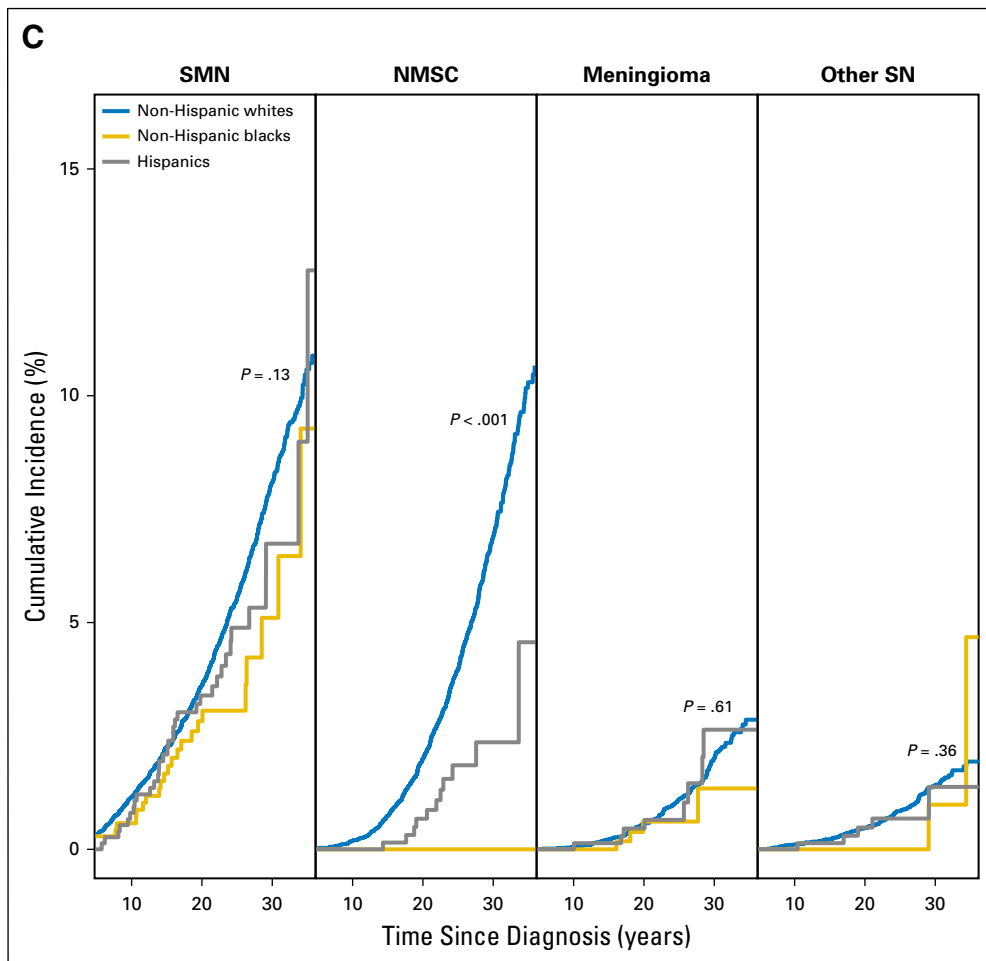 C
SMN NMSC Meningioma Other SN
Non-Hispanic whites
Non-Hispanic blacks
Hispanics
15
10
5
0
Cumulative Incidence (%)
P = .13
P < .001
P = .61
P = .36
10 20 30 10 20 30 10 20 30 10 20 30
Time Since Diagnosis (years)